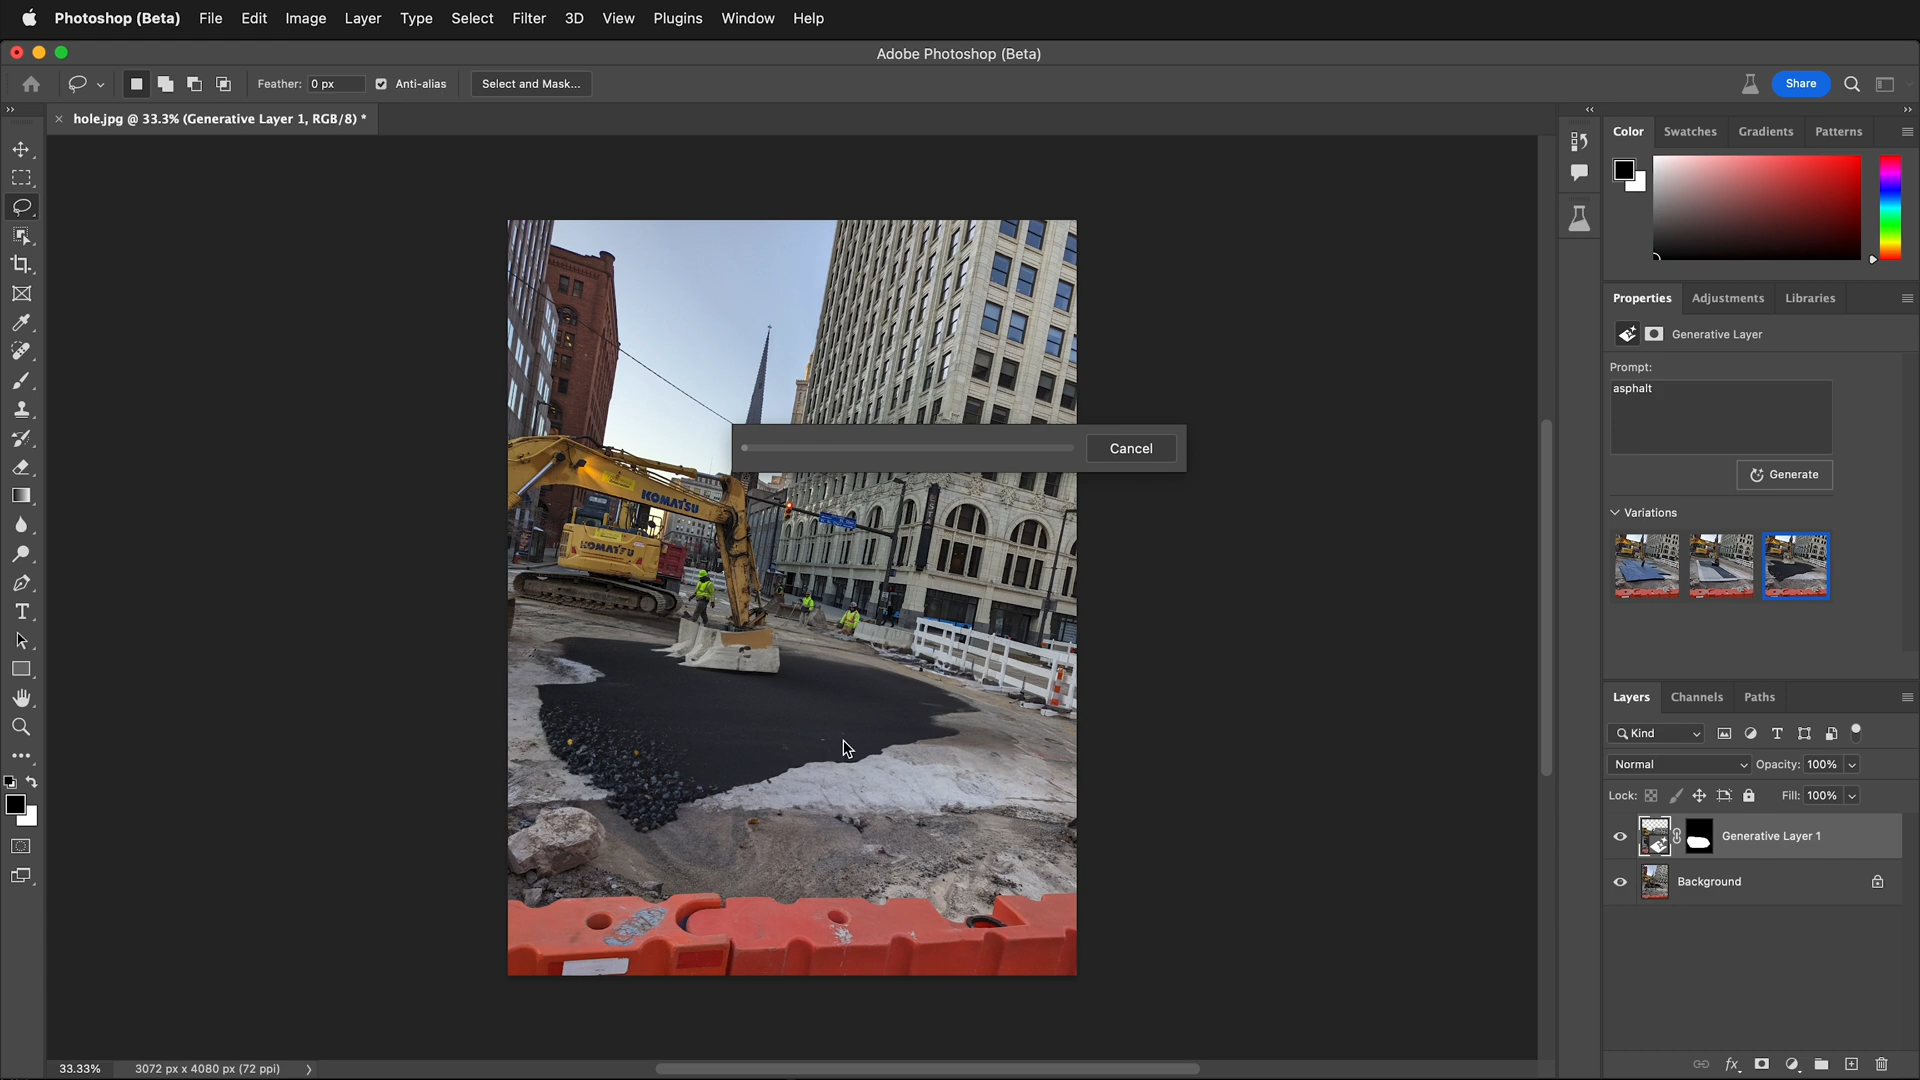 Photoshop (Beta) File Edit Image Layer Type Select Filter 3D View Plugins Window Help
Adobe Photoshop (Beta)
Feather: 0 px Anti-alias Select and Mask... Share
hole.jpg @ 33.3% (Generative Layer 1, RGB/8) *
Color Swatches Gradients Patterns
Properties Adjustments Libraries
Generative Layer
Prompt:
asphalt
Generate
Variations
Cancel
KOMATSU
KOMATSU
Layers Channels Paths
Kind
Normal Opacity: 100%
Lock: Fill: 100%
Generative Layer 1
Background
fx
33.33% 3072 px x 4080 px (72 ppi)